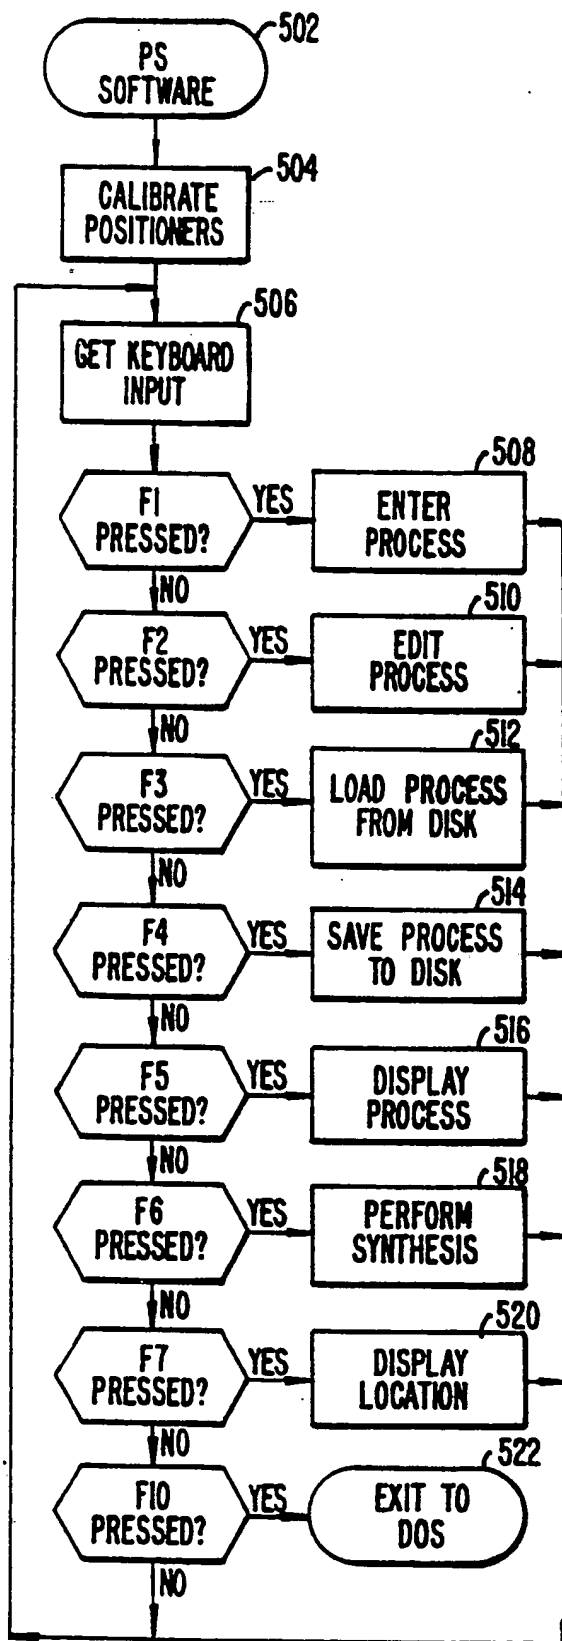 502
PS
SOFTWARE
504
CALIBRATE
POSITIONERS
506
GET KEYBOARD
INPUT
508
F1
PRESSED?
YES
ENTER
PROCESS
NO
510
F2
PRESSED?
YES
EDIT
PROCESS
NO
512
F3
PRESSED?
YES
LOAD PROCESS
FROM DISK
NO
514
F4
PRESSED?
YES
SAVE PROCESS
TO DISK
NO
516
F5
PRESSED?
YES
DISPLAY
PROCESS
NO
518
F6
PRESSED?
YES
PERFORM
SYNTHESIS
NO
520
F7
PRESSED?
YES
DISPLAY
LOCATION
NO
522
F10
PRESSED?
YES
EXIT TO
DOS
NO